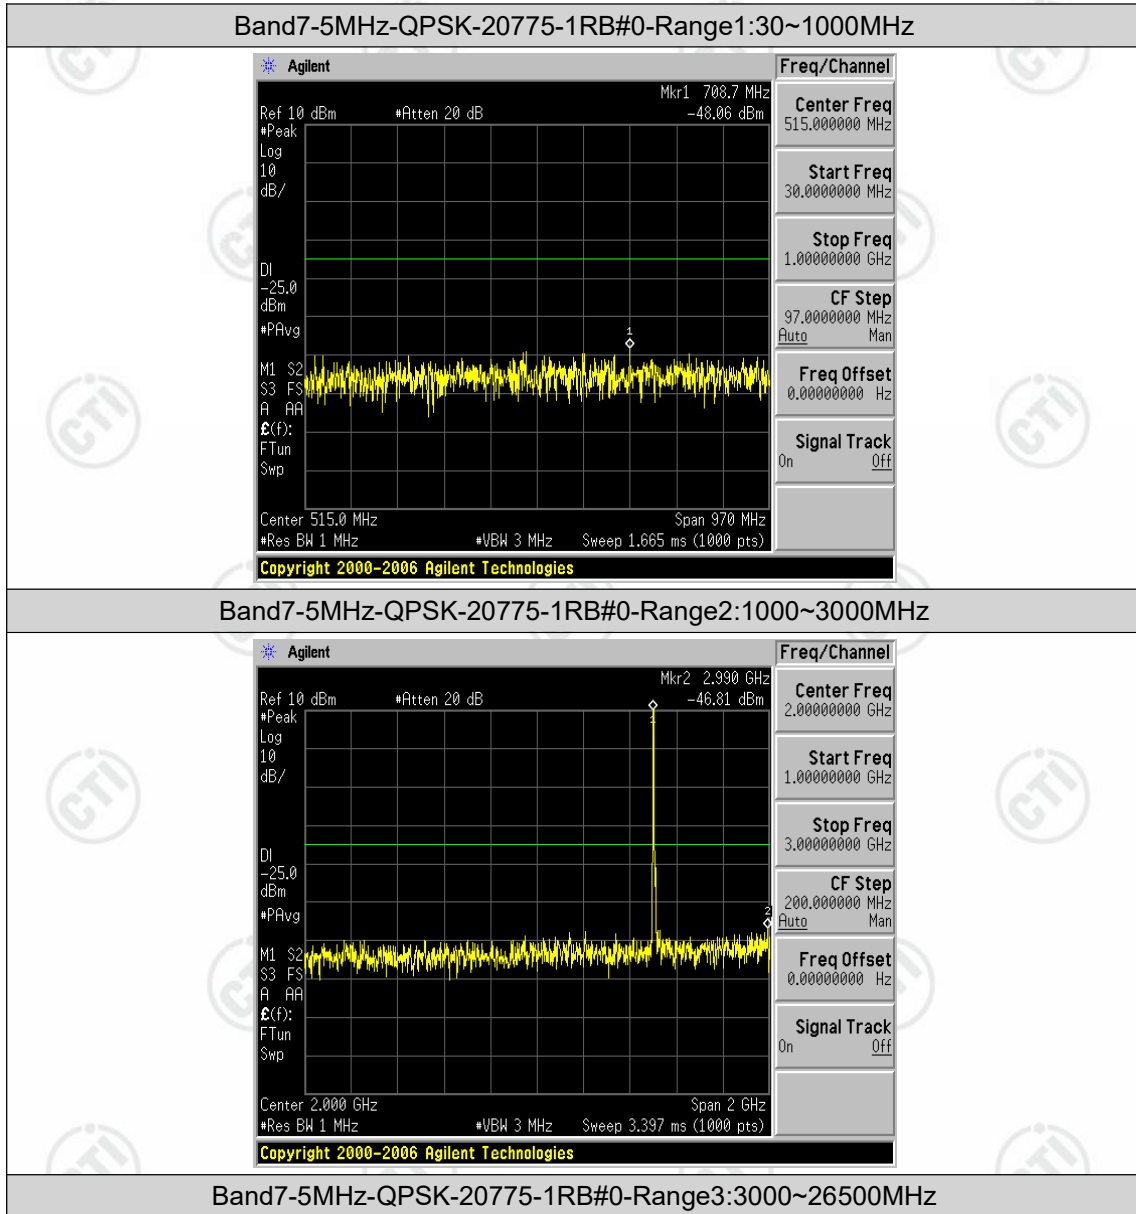 Band7-5MHz-QPSK-20775-1RB#0-Range1:30~1000MHz
Agilent
Freq/Channel
Mkr1 708.7 MHz
Ref 10 dBm #Atten 20 dB -48.06 dBm
#Peak
Log
10
dB/
DI
-25.0
dBm
#PAvg
1
M1 S2
S3 FS
A AA
£(f):
FTun
Swp
Center 515.0 MHz Span 970 MHz
#Res BW 1 MHz #VBW 3 MHz Sweep 1.665 ms (1000 pts)
Copyright 2000-2006 Agilent Technologies
Center Freq
515.000000 MHz
Start Freq
30.0000000 MHz
Stop Freq
1.00000000 GHz
CF Step
97.0000000 MHz
Auto Man
Freq Offset
0.00000000 Hz
Signal Track
On Off
Band7-5MHz-QPSK-20775-1RB#0-Range2:1000~3000MHz
Agilent
Freq/Channel
Mkr2 2.990 GHz
Ref 10 dBm #Atten 20 dB -46.81 dBm
#Peak
Log
10
dB/
1
DI
-25.0
dBm
#PAvg
2
M1 S2
S3 FS
A AA
£(f):
FTun
Swp
Center 2.000 GHz Span 2 GHz
#Res BW 1 MHz #VBW 3 MHz Sweep 3.397 ms (1000 pts)
Copyright 2000-2006 Agilent Technologies
Center Freq
2.00000000 GHz
Start Freq
1.00000000 GHz
Stop Freq
3.00000000 GHz
CF Step
200.000000 MHz
Auto Man
Freq Offset
0.00000000 Hz
Signal Track
On Off
Band7-5MHz-QPSK-20775-1RB#0-Range3:3000~26500MHz
CTI
CTI
CTI
CTI
CTI
CTI